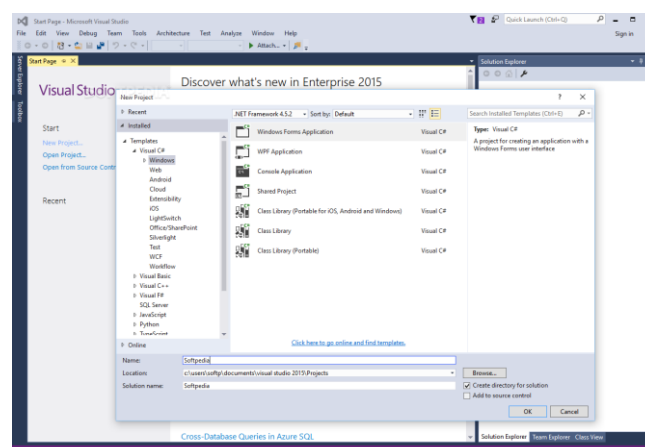 Start Page - Microsoft Visual Studio
Quick Launch (Ctrl+Q)
File Edit View Debug Team Tools Architecture Test Analyze Window Help
Sign in
Attach...
Server Explorer
Toolbox
Start Page
Solution Explorer
Visual Studio
Discover what's new in Enterprise 2015
Start
New Project...
Open Project...
Open from Source Contr
Recent
New Project
? X
Recent
.NET Framework 4.5.2 Sort by: Default
Search Installed Templates (Ctrl+E)
Installed
Templates
Visual C#
Windows
Web
Android
Cloud
Extensibility
iOS
LightSwitch
Office/SharePoint
Silverlight
Test
WCF
Workflow
Visual Basic
Visual C++
Visual F#
SQL Server
JavaScript
Python
TypeScript
Online
Windows Forms Application Visual C#
WPF Application Visual C#
Console Application Visual C#
Shared Project Visual C#
Class Library (Portable for iOS, Android and Windows) Visual C#
Class Library Visual C#
Class Library (Portable) Visual C#
Type: Visual C#
A project for creating an application with a
Windows Forms user interface
Click here to go online and find templates.
Name: Softpedia
Location: c:\users\softp\documents\visual studio 2015\Projects
Browse...
Solution name: Softpedia
Create directory for solution
Add to source control
OK Cancel
Cross-Database Queries in Azure SQL
Solution Explorer Team Explorer Class View